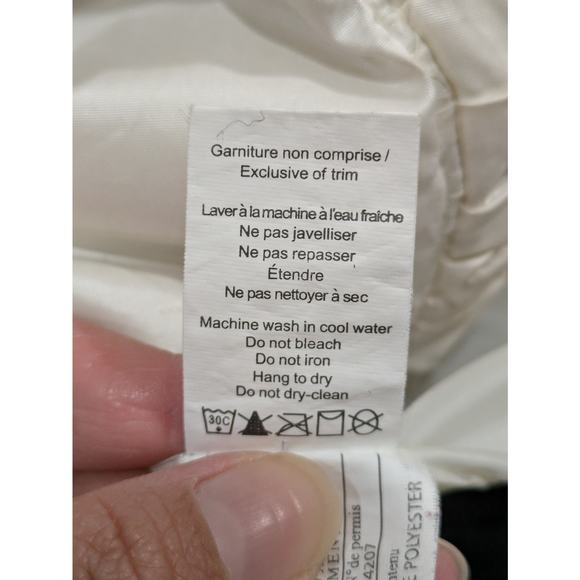 Garniture non comprise /
Exclusive of trim
Laver à la machine à l'eau fraîche
Ne pas javelliser
Ne pas repasser
Étendre
Ne pas nettoyer à sec
Machine wash in cool water
Do not bleach
Do not iron
Hang to dry
Do not dry-clean
30C
MENT
N° de permis
4207
POLYESTER